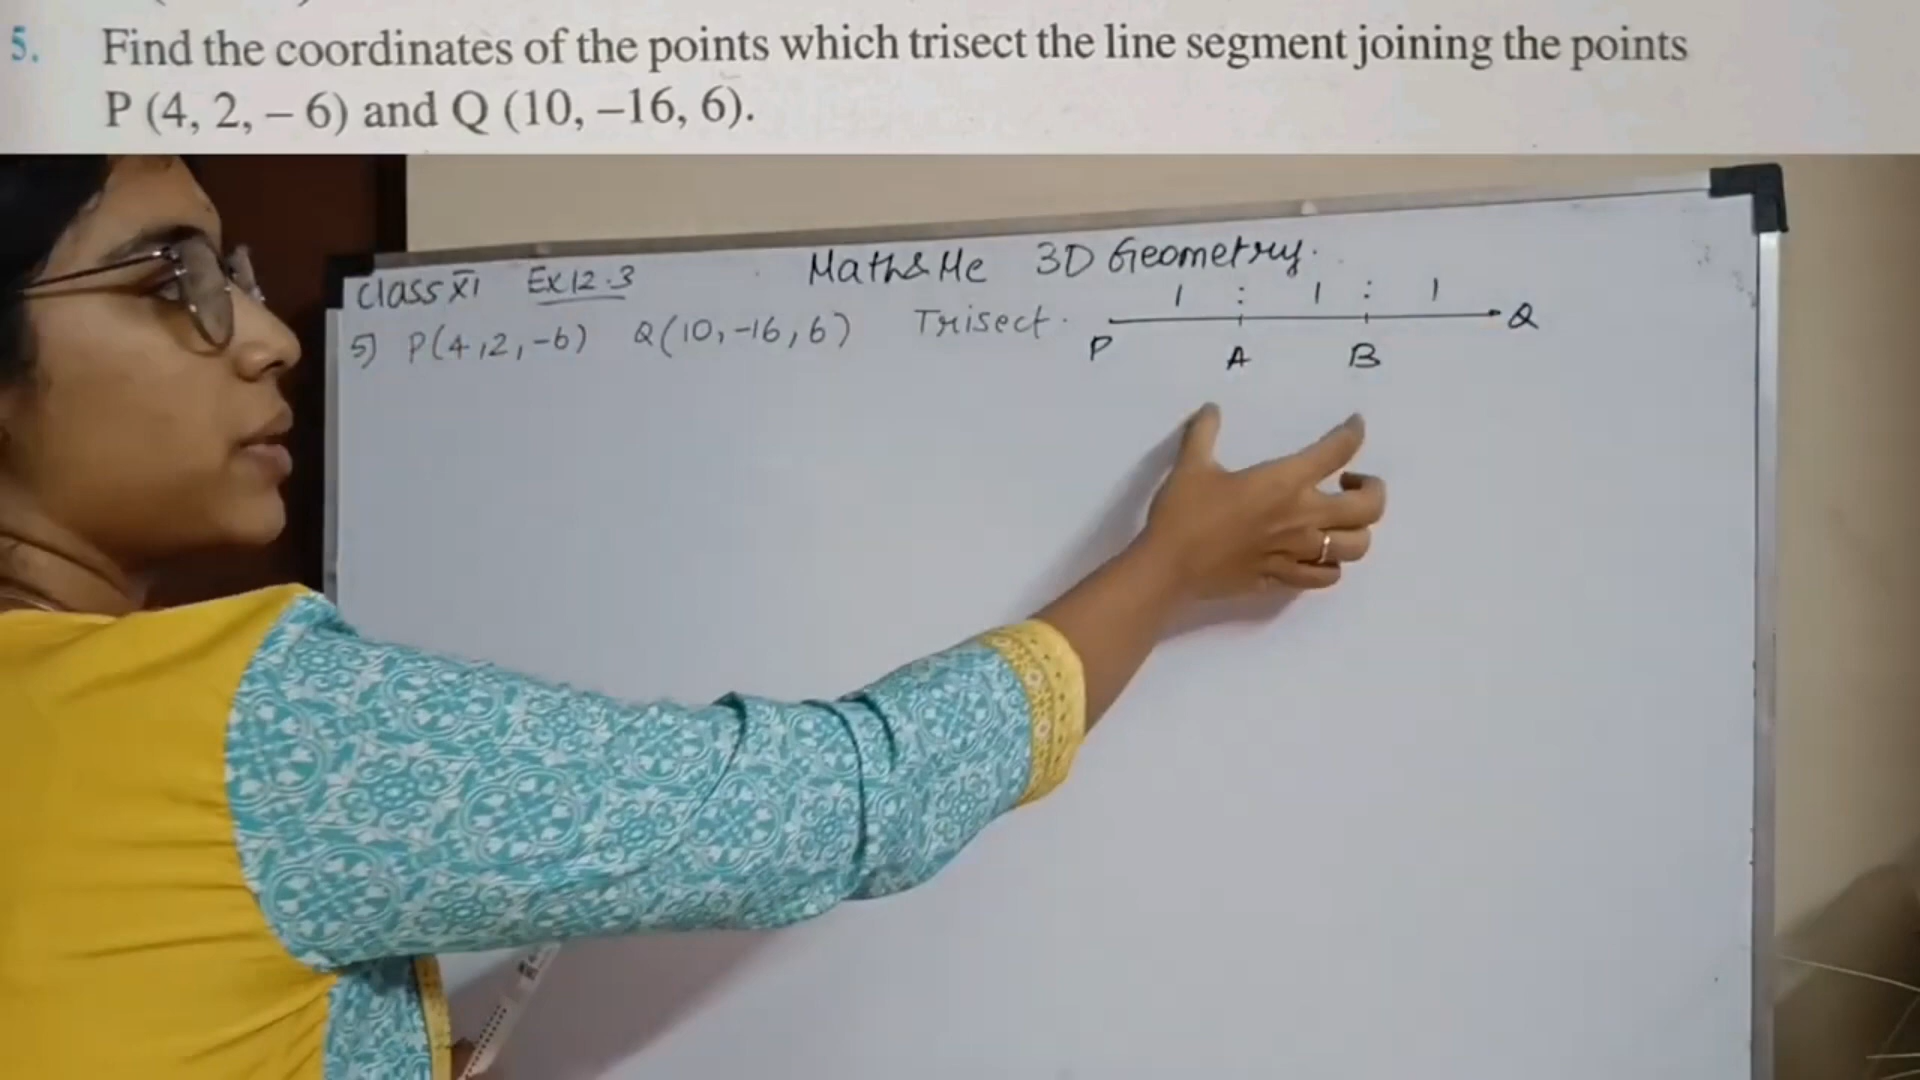 5. Find the coordinates of the points which trisect the line segment joining the points
P (4, 2, – 6) and Q (10, –16, 6).
Math & Me 3D Geometry.
Class XI Ex 12.3
5) P(4,2,-6) Q(10,-16,6) Trisect.
1 : 1 : 1
P A B Q